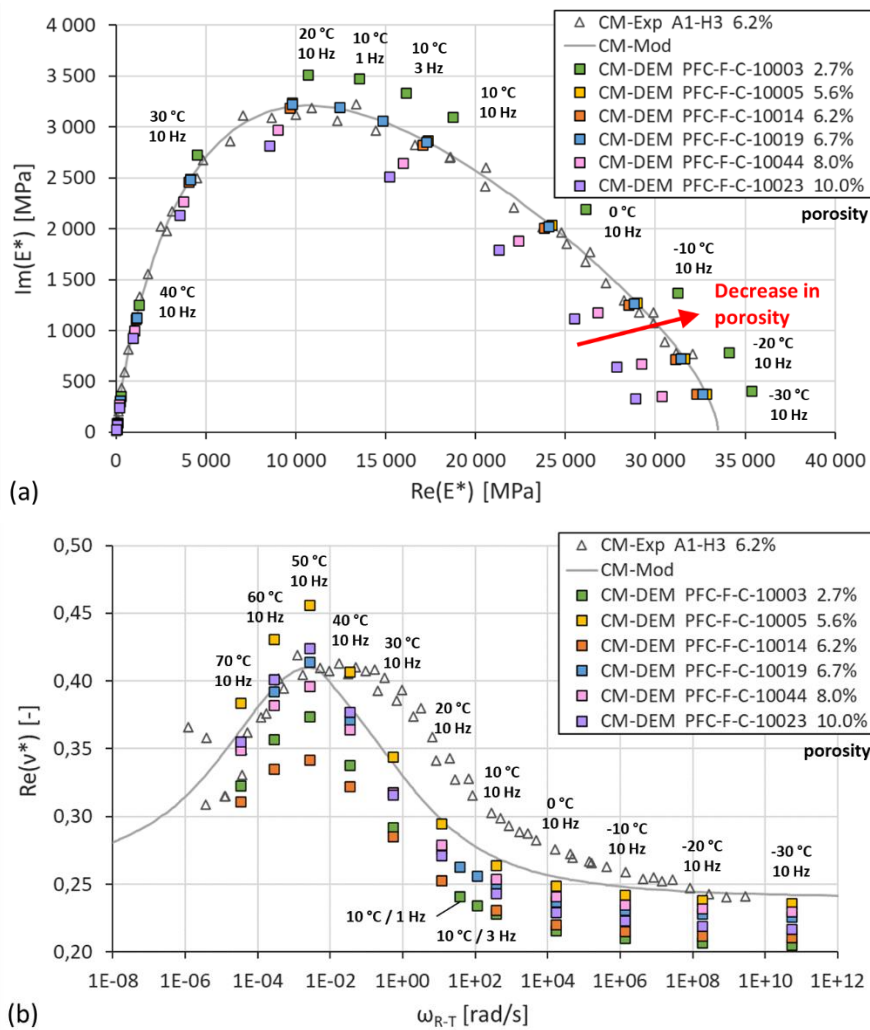 4 000
3 500
3 000
2 500
2 000
1 500
1 000
500
0
Im(E*) [MPa]
20 °C
10 Hz
10 °C
1 Hz
10 °C
3 Hz
10 °C
10 Hz
30 °C
10 Hz
40 °C
10 Hz
0 °C
10 Hz
-10 °C
10 Hz
-20 °C
10 Hz
-30 °C
10 Hz
CM-Exp A1-H3 6.2%
CM-Mod
CM-DEM PFC-F-C-10003 2.7%
CM-DEM PFC-F-C-10005 5.6%
CM-DEM PFC-F-C-10014 6.2%
CM-DEM PFC-F-C-10019 6.7%
CM-DEM PFC-F-C-10044 8.0%
CM-DEM PFC-F-C-10023 10.0%
porosity
Decrease in
porosity
0 5 000 10 000 15 000 20 000 25 000 30 000 35 000 40 000
Re(E*) [MPa]
(a)
0,50
0,45
0,40
0,35
0,30
0,25
0,20
Re(ν*) [-]
50 °C
10 Hz
60 °C
10 Hz
40 °C
10 Hz
70 °C
10 Hz
30 °C
10 Hz
20 °C
10 Hz
10 °C
10 Hz
0 °C
10 Hz
-10 °C
10 Hz
-20 °C
10 Hz
-30 °C
10 Hz
10 °C / 1 Hz
10 °C / 3 Hz
CM-Exp A1-H3 6.2%
CM-Mod
CM-DEM PFC-F-C-10003 2.7%
CM-DEM PFC-F-C-10005 5.6%
CM-DEM PFC-F-C-10014 6.2%
CM-DEM PFC-F-C-10019 6.7%
CM-DEM PFC-F-C-10044 8.0%
CM-DEM PFC-F-C-10023 10.0%
porosity
1E-08 1E-06 1E-04 1E-02 1E+00 1E+02 1E+04 1E+06 1E+08 1E+10 1E+12
ωR-T [rad/s]
(b)